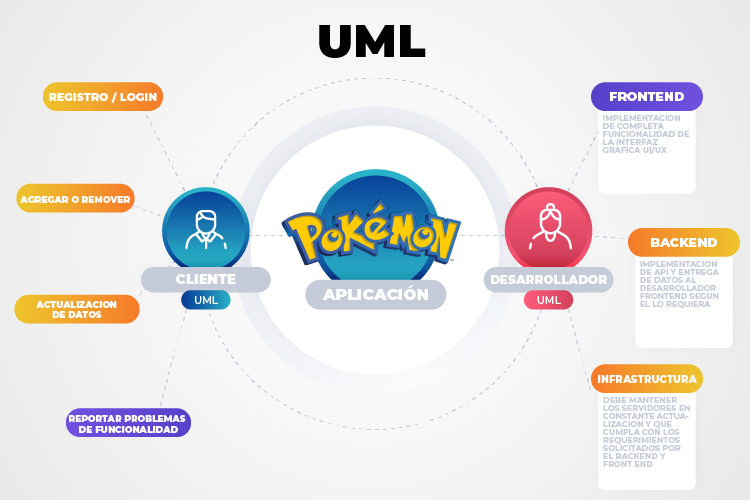 UML
REGISTRO / LOGIN
AGREGAR O REMOVER
ACTUALIZACION
DE DATOS
REPORTAR PROBLEMAS
DE FUNCIONALIDAD
CLIENTE
UML
POKéMON
APLICACIÓN
DESARROLLADOR
UML
FRONTEND
IMPLEMENTACION
DE COMPLETA
FUNCIONALIDAD DE
LA INTERFAZ
GRAFICA UI/UX
BACKEND
IMPLEMENTACION
DE API Y ENTREGA
DE DATOS AL
DESARROLLADOR
FRONTEND SEGUN
EL LO REQUIERA
INFRASTRUCTURA
DEBE MANTENER
LOS SERVIDORES EN
CONSTANTE ACTUA-
LIZACION Y QUE
CUMPLA CON LOS
REQUERIMIENTOS
SOLICITADOS POR
EL BACKEND Y
FRONT END